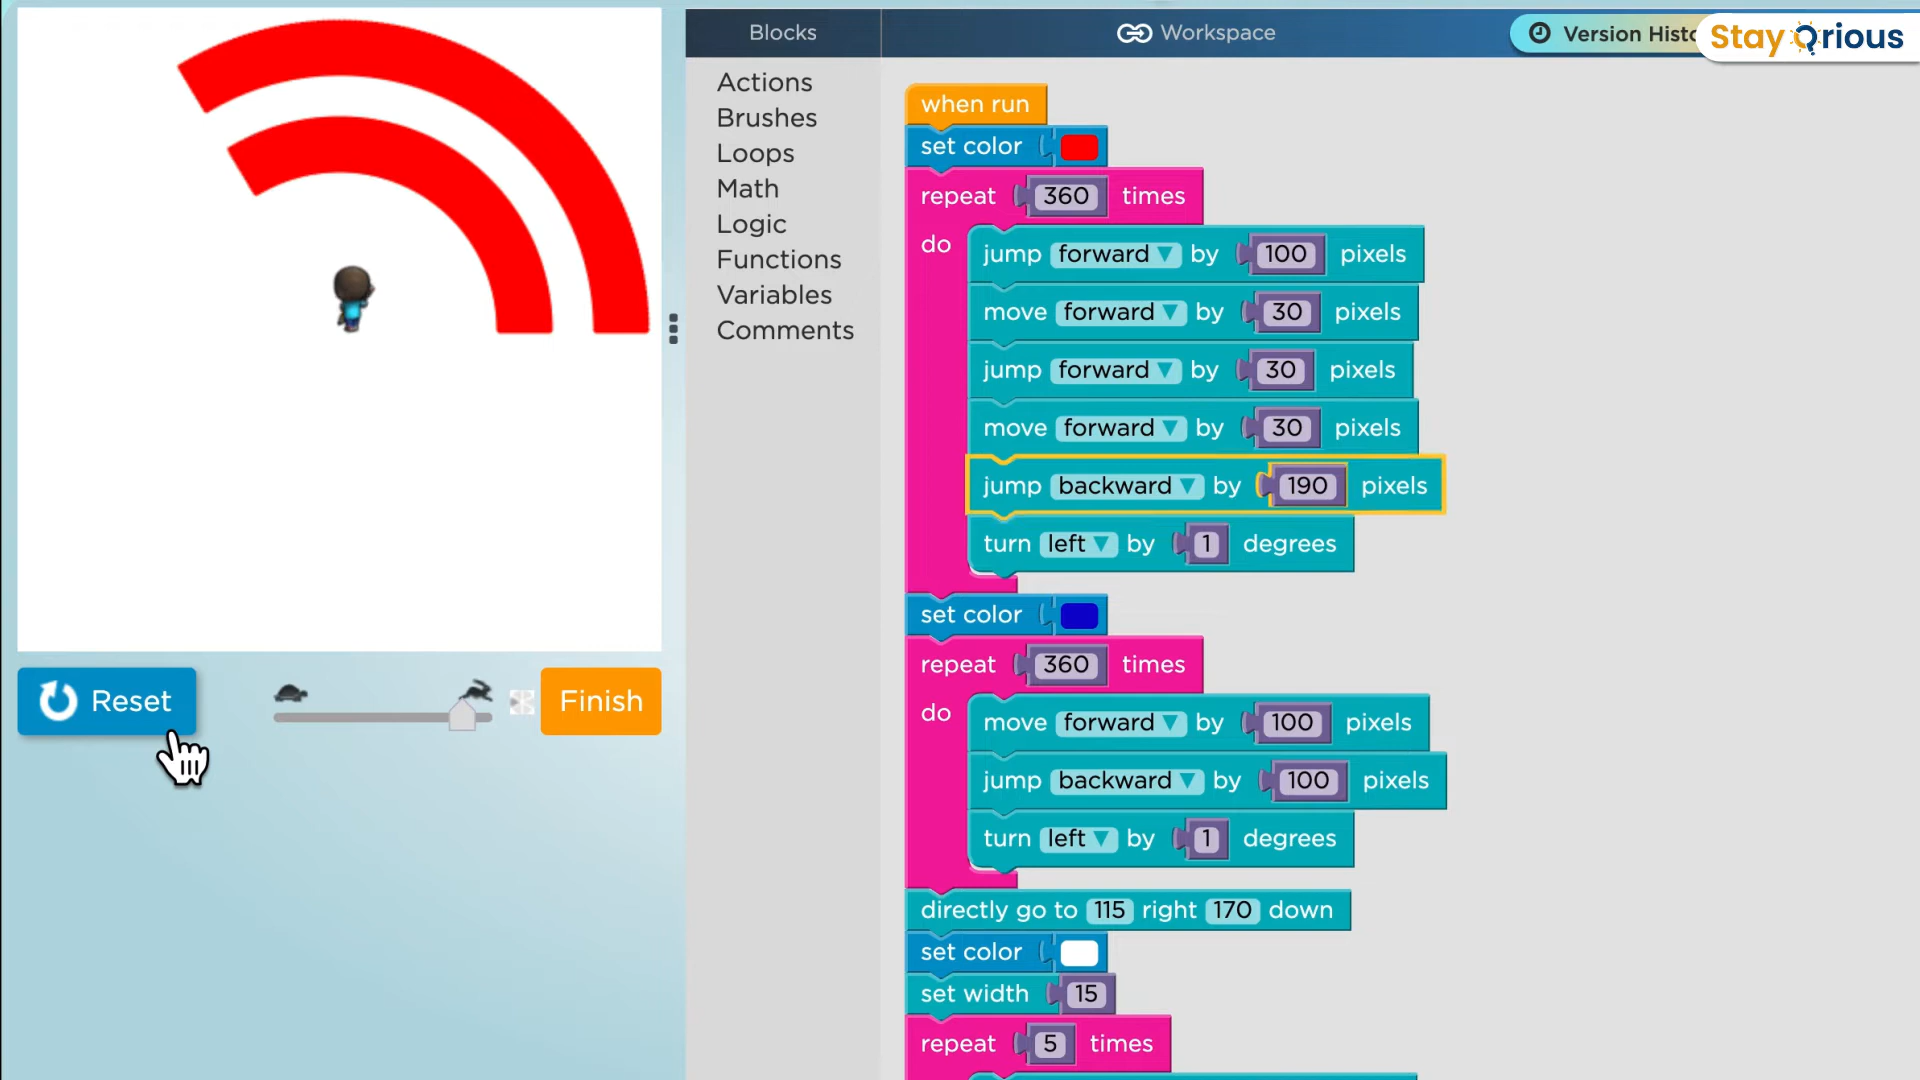 Blocks
Workspace
Version Histo
Stay Qrious
Actions
Brushes
Loops
Math
Logic
Functions
Variables
Comments
when run
set color
repeat 360 times
do
jump forward▼ by 100 pixels
move forward▼ by 30 pixels
jump forward▼ by 30 pixels
move forward▼ by 30 pixels
jump backward▼ by 190 pixels
turn left▼ by 1 degrees
set color
repeat 360 times
do
move forward▼ by 100 pixels
jump backward▼ by 100 pixels
turn left▼ by 1 degrees
directly go to 115 right 170 down
set color
set width 15
repeat 5 times
Reset
Finish